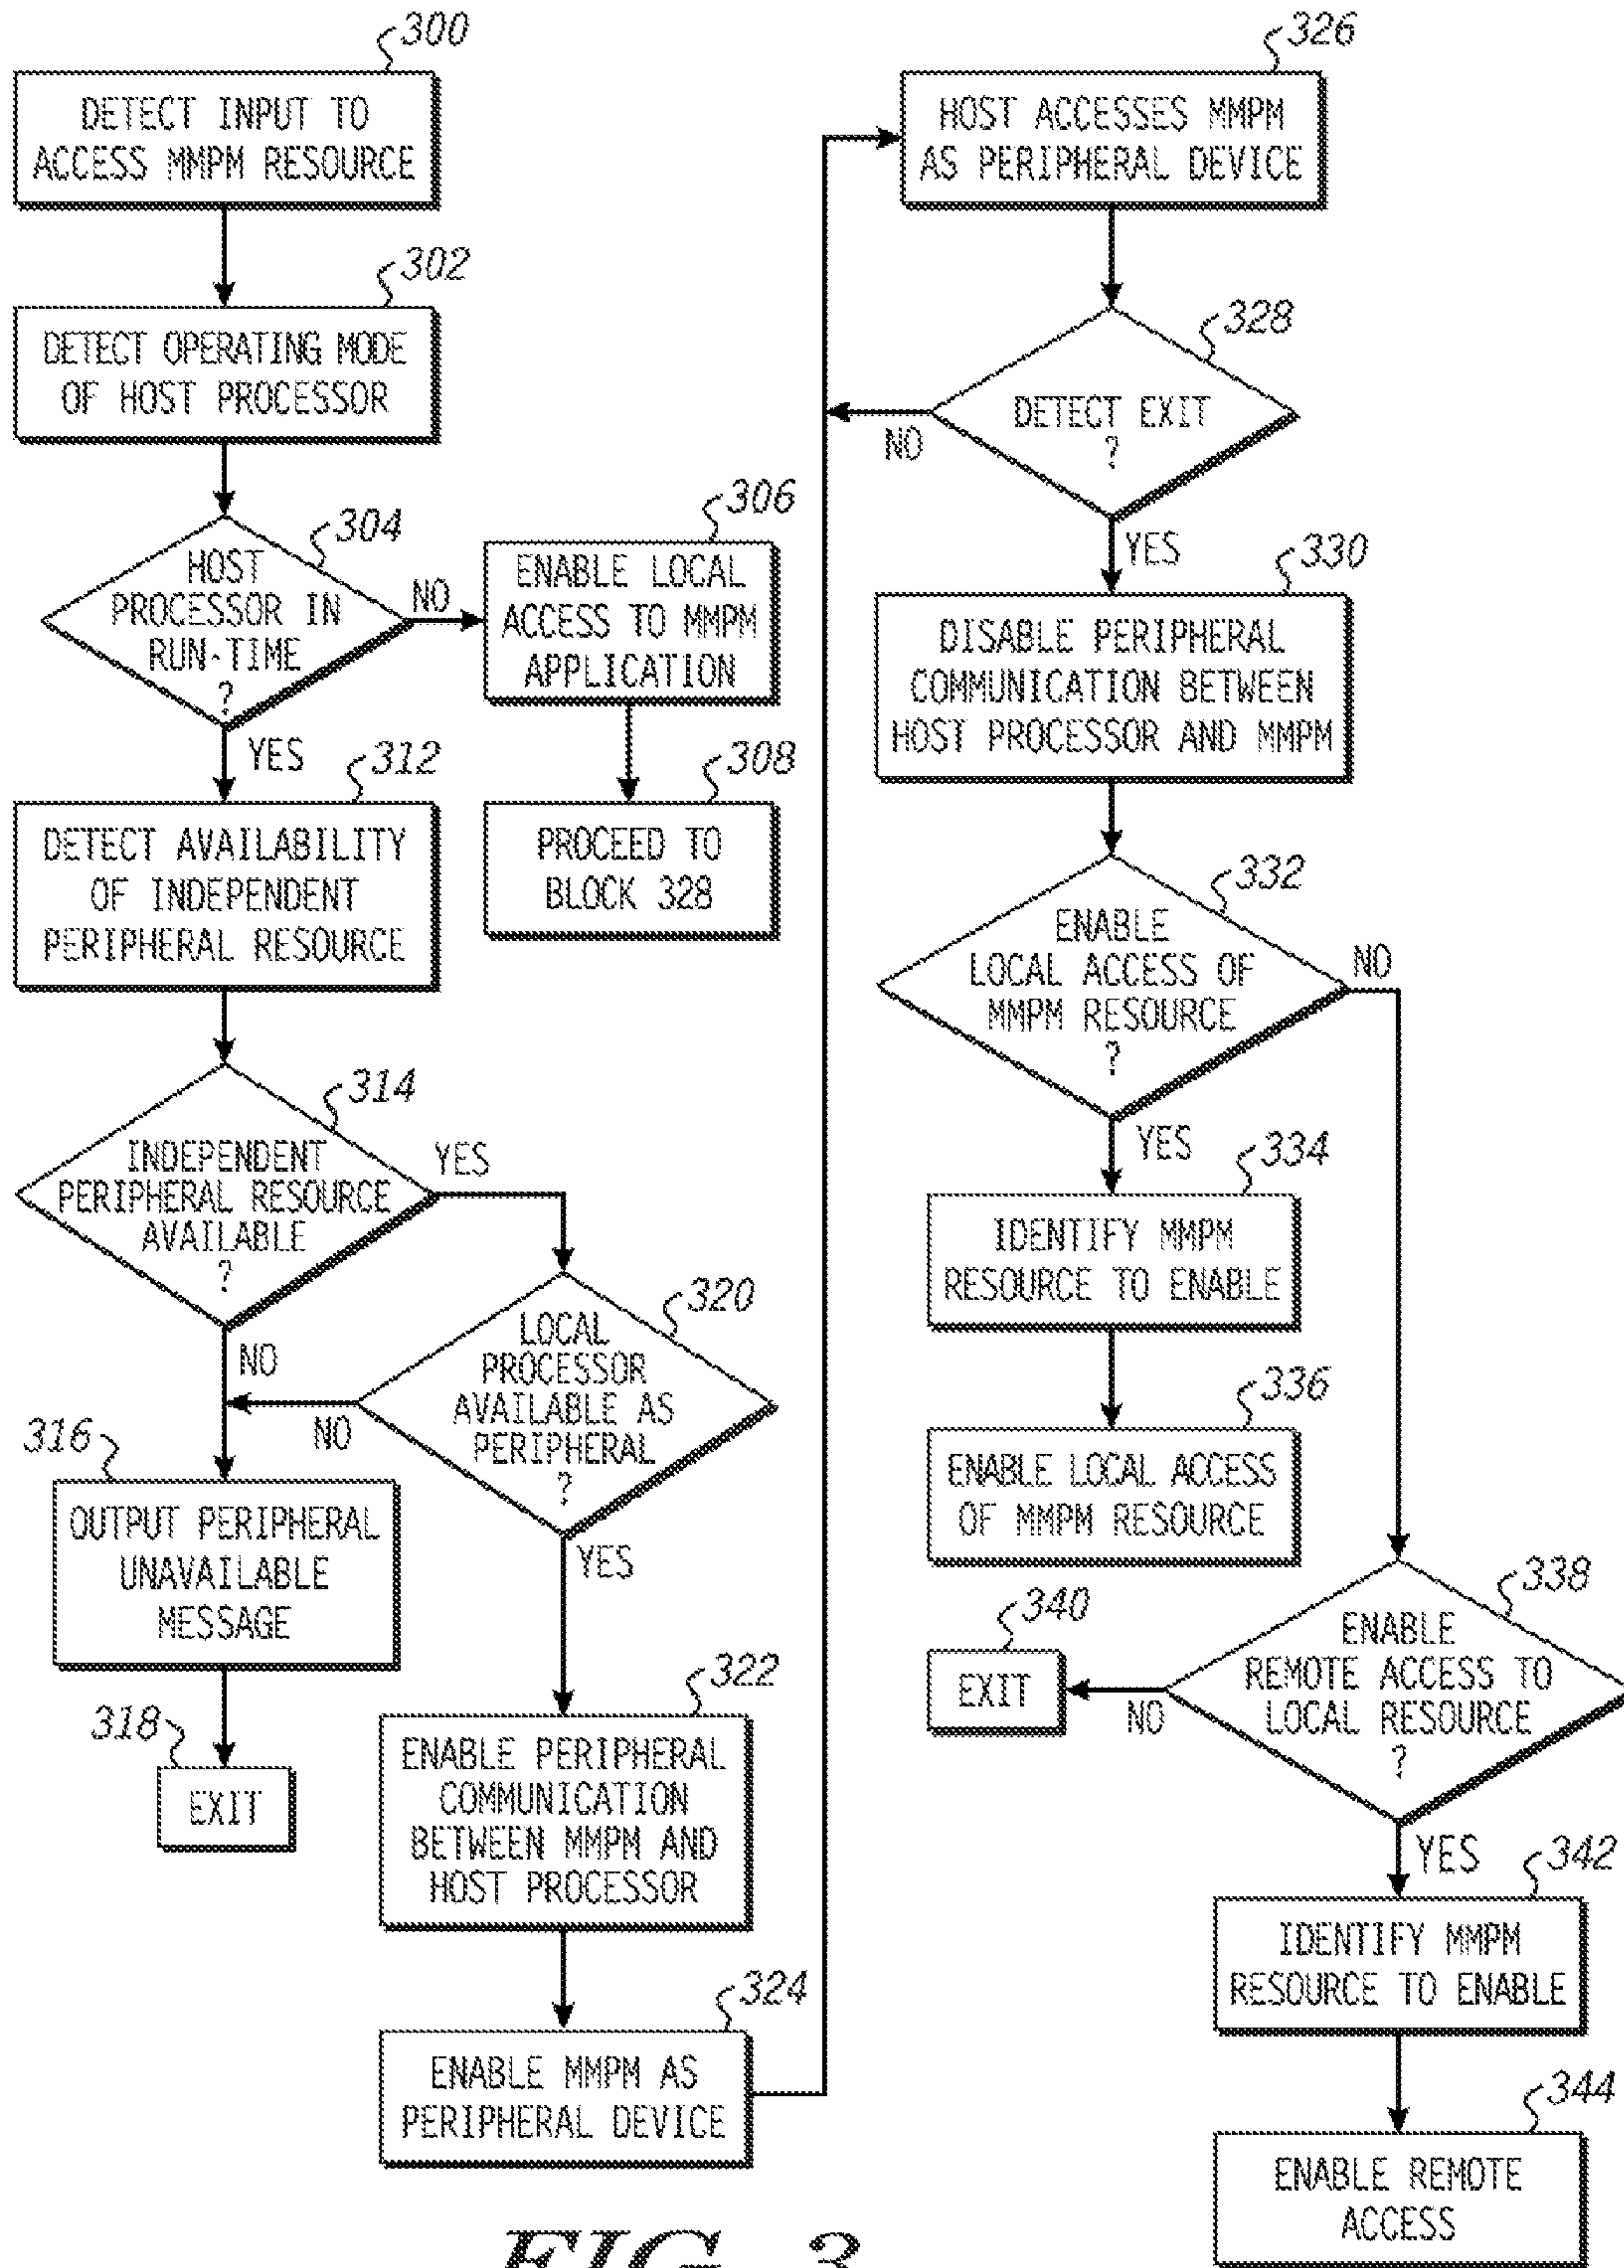 300
DETECT INPUT TO
ACCESS MMPM RESOURCE
302
DETECT OPERATING MODE
OF HOST PROCESSOR
304
HOST
PROCESSOR IN
RUN-TIME
?
NO
YES
306
ENABLE LOCAL
ACCESS TO MMPM
APPLICATION
308
PROCEED TO
BLOCK 328
312
DETECT AVAILABILITY
OF INDEPENDENT
PERIPHERAL RESOURCE
314
INDEPENDENT
PERIPHERAL RESOURCE
AVAILABLE
?
YES
NO
316
OUTPUT PERIPHERAL
UNAVAILABLE
MESSAGE
318
EXIT
320
LOCAL
PROCESSOR
AVAILABLE AS
PERIPHERAL
?
NO
YES
322
ENABLE PERIPHERAL
COMMUNICATION
BETWEEN MMPM AND
HOST PROCESSOR
324
ENABLE MMPM AS
PERIPHERAL DEVICE
326
HOST ACCESSES MMPM
AS PERIPHERAL DEVICE
328
DETECT EXIT
?
NO
YES
330
DISABLE PERIPHERAL
COMMUNICATION BETWEEN
HOST PROCESSOR AND MMPM
332
ENABLE
LOCAL ACCESS OF
MMPM RESOURCE
?
NO
YES
334
IDENTIFY MMPM
RESOURCE TO ENABLE
336
ENABLE LOCAL ACCESS
OF MMPM RESOURCE
338
ENABLE
REMOTE ACCESS TO
LOCAL RESOURCE
?
NO
YES
340
EXIT
342
IDENTIFY MMPM
RESOURCE TO ENABLE
344
ENABLE REMOTE
ACCESS
FIG. 3